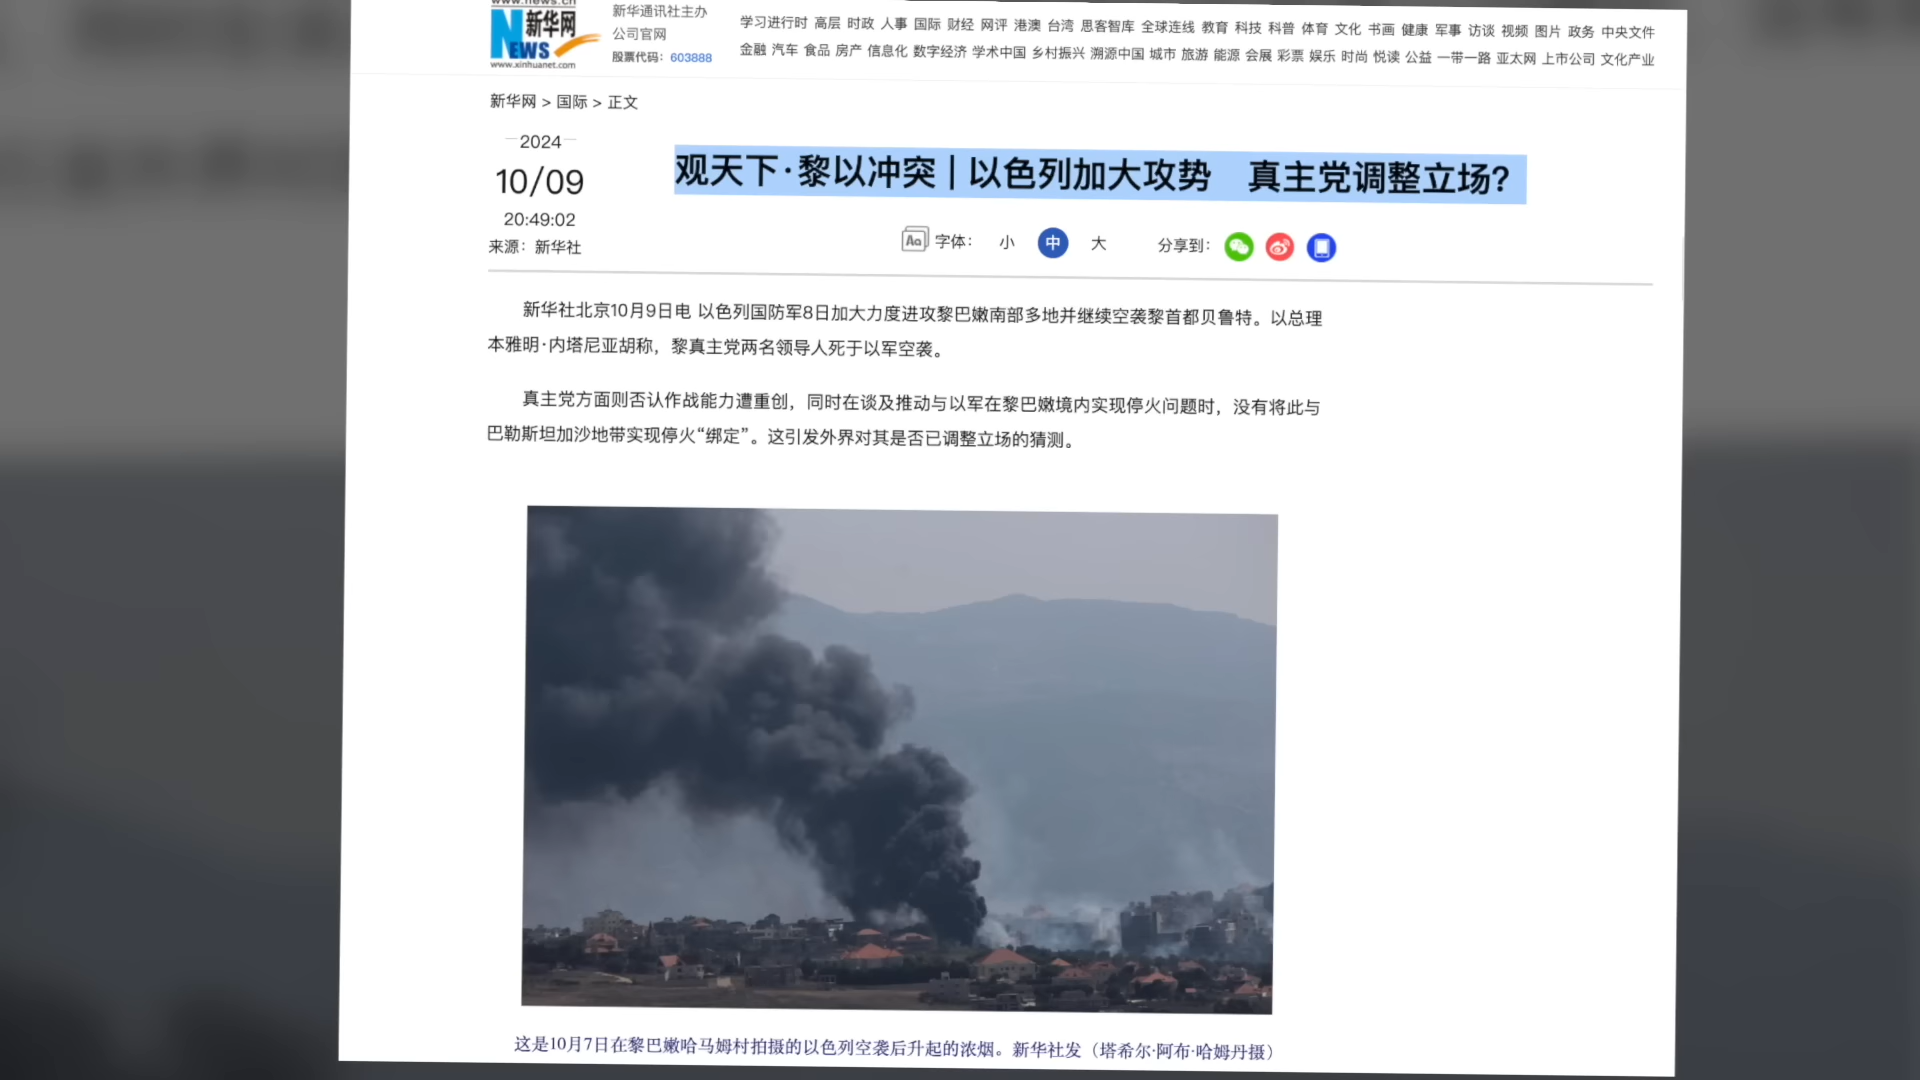 www.news.cn
新华网
NEWS
www.xinhuanet.com
新华通讯社主办
公司官网
股票代码：603888
学习进行时 高层 时政 人事 国际 财经 网评 港澳 台湾 思客智库 全球连线 教育 科技 科普 体育 文化 书画 健康 军事 访谈 视频 图片 政务 中央文件
金融 汽车 食品 房产 信息化 数字经济 学术中国 乡村振兴 溯源中国 城市 旅游 能源 会展 彩票 娱乐 时尚 悦读 公益 一带一路 亚太网 上市公司 文化产业
新华网 > 国际 > 正文
2024
10/09
20:49:02
来源：新华社
观天下·黎以冲突 | 以色列加大攻势　真主党调整立场？
Aa 字体： 小 中 大 分享到：
新华社北京10月9日电 以色列国防军8日加大力度进攻黎巴嫩南部多地并继续空袭黎首都贝鲁特。以总理
本雅明·内塔尼亚胡称，黎真主党两名领导人死于以军空袭。
真主党方面则否认作战能力遭重创，同时在谈及推动与以军在黎巴嫩境内实现停火问题时，没有将此与
巴勒斯坦加沙地带实现停火“绑定”。这引发外界对其是否已调整立场的猜测。
这是10月7日在黎巴嫩哈马姆村拍摄的以色列空袭后升起的浓烟。新华社发（塔希尔·阿布·哈姆丹摄）